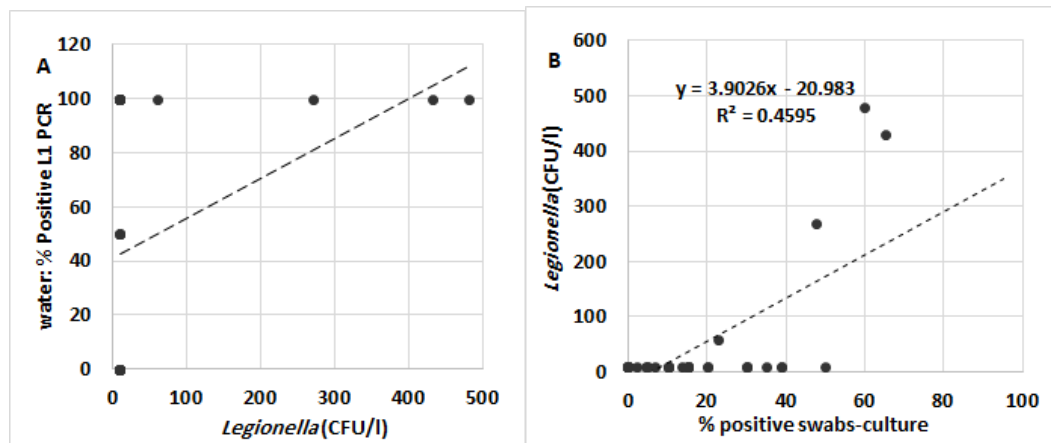 A
water: % Positive L1 PCR
120
100
80
60
40
20
0
0 100 200 300 400 500
Legionella(CFU/l)
B
Legionella(CFU/l)
600
500
400
300
200
100
0
y = 3.9026x - 20.983
R² = 0.4595
0 20 40 60 80 100
% positive swabs-culture